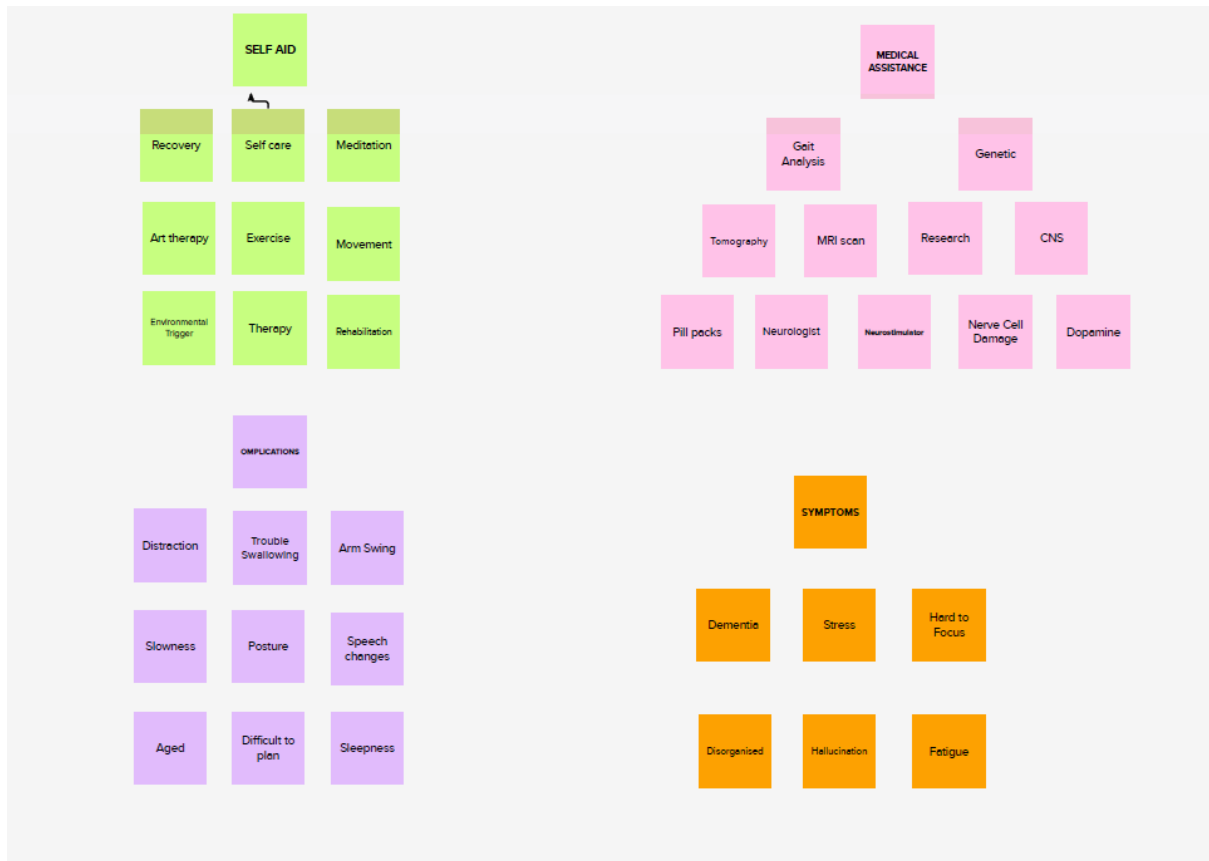 SELF AID
Recovery
Self care
Meditation
Art therapy
Exercise
Movement
Environmental
Trigger
Therapy
Rehabilitation
MEDICAL
ASSISTANCE
Gait
Analysis
Genetic
Tomography
MRI scan
Research
CNS
Pill packs
Neurologist
Neurostimulator
Nerve Cell
Damage
Dopamine
OMPLICATIONS
Distraction
Trouble
Swallowing
Arm Swing
Slowness
Posture
Speech
changes
Aged
Difficult to
plan
Sleepness
SYMPTOMS
Dementia
Stress
Hard to
Focus
Disorganised
Hallucination
Fatigue